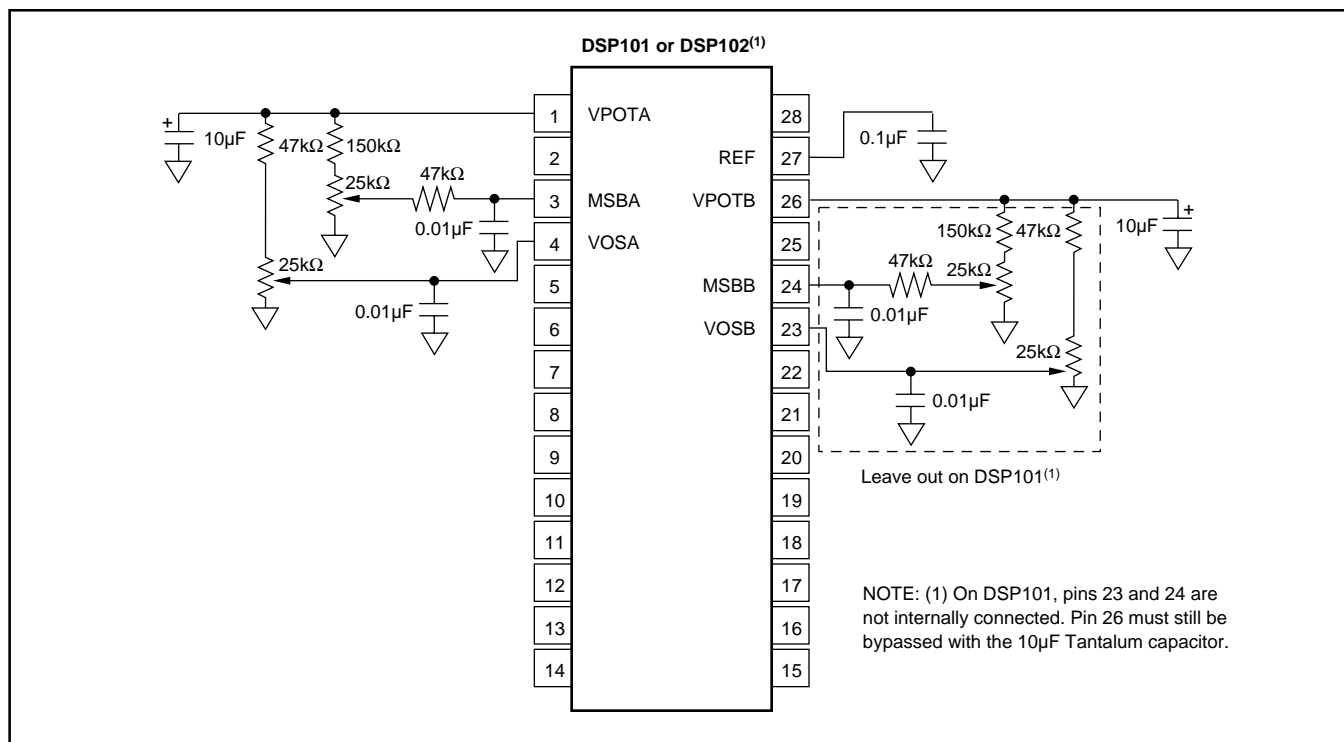 DSP101 or DSP102(1)
+
10µF
47kΩ
150kΩ
25kΩ
47kΩ
0.01µF
25kΩ
0.01µF
1
2
3
4
5
6
7
8
9
10
11
12
13
14
VPOTA
MSBA
VOSA
REF
VPOTB
MSBB
VOSB
28
27
26
25
24
23
22
21
20
19
18
17
16
15
0.1µF
150kΩ
47kΩ
10µF
+
47kΩ
25kΩ
0.01µF
25kΩ
0.01µF
Leave out on DSP101(1)
NOTE: (1) On DSP101, pins 23 and 24 are
not internally connected. Pin 26 must still be
bypassed with the 10µF Tantalum capacitor.